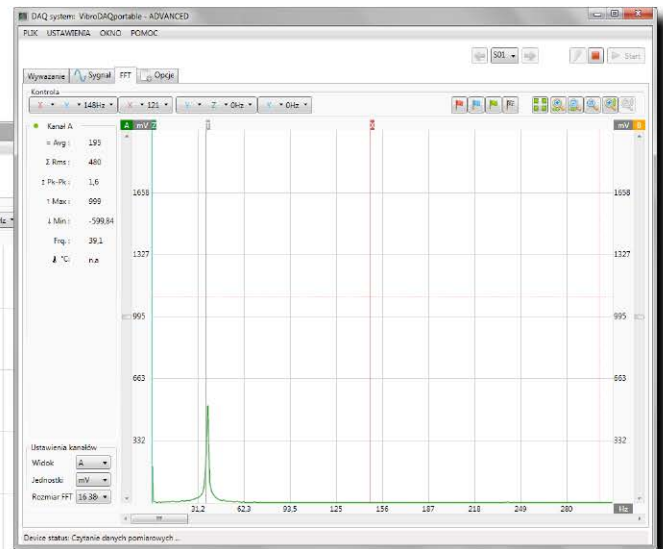 DAQ system: VibroDAQportable - ADVANCED
PLIK USTAWIENIA OKNO POMOC
S01 Start
Wyważanie Sygnał FFT Opcje
Kontrola
X - Y 148Hz X 121 Y - Z 0Hz Y 0Hz
Kanał A A mV mV B
= Avg : 195
Σ Rms : 480
↕ Pk-Pk : 1,6
↑ Max : 999
↓ Min : -599,84
Frq. : 39,1
°C: n.a
1658 1658
1327 1327
995 995
663 663
332 332
Ustawienia kanałów
Widok A
Jednostki mV
Rozmiar FFT 16.38
31,2 62,3 93,5 125 156 187 218 249 280 Hz
Device status: Czytanie danych pomiarowych ...